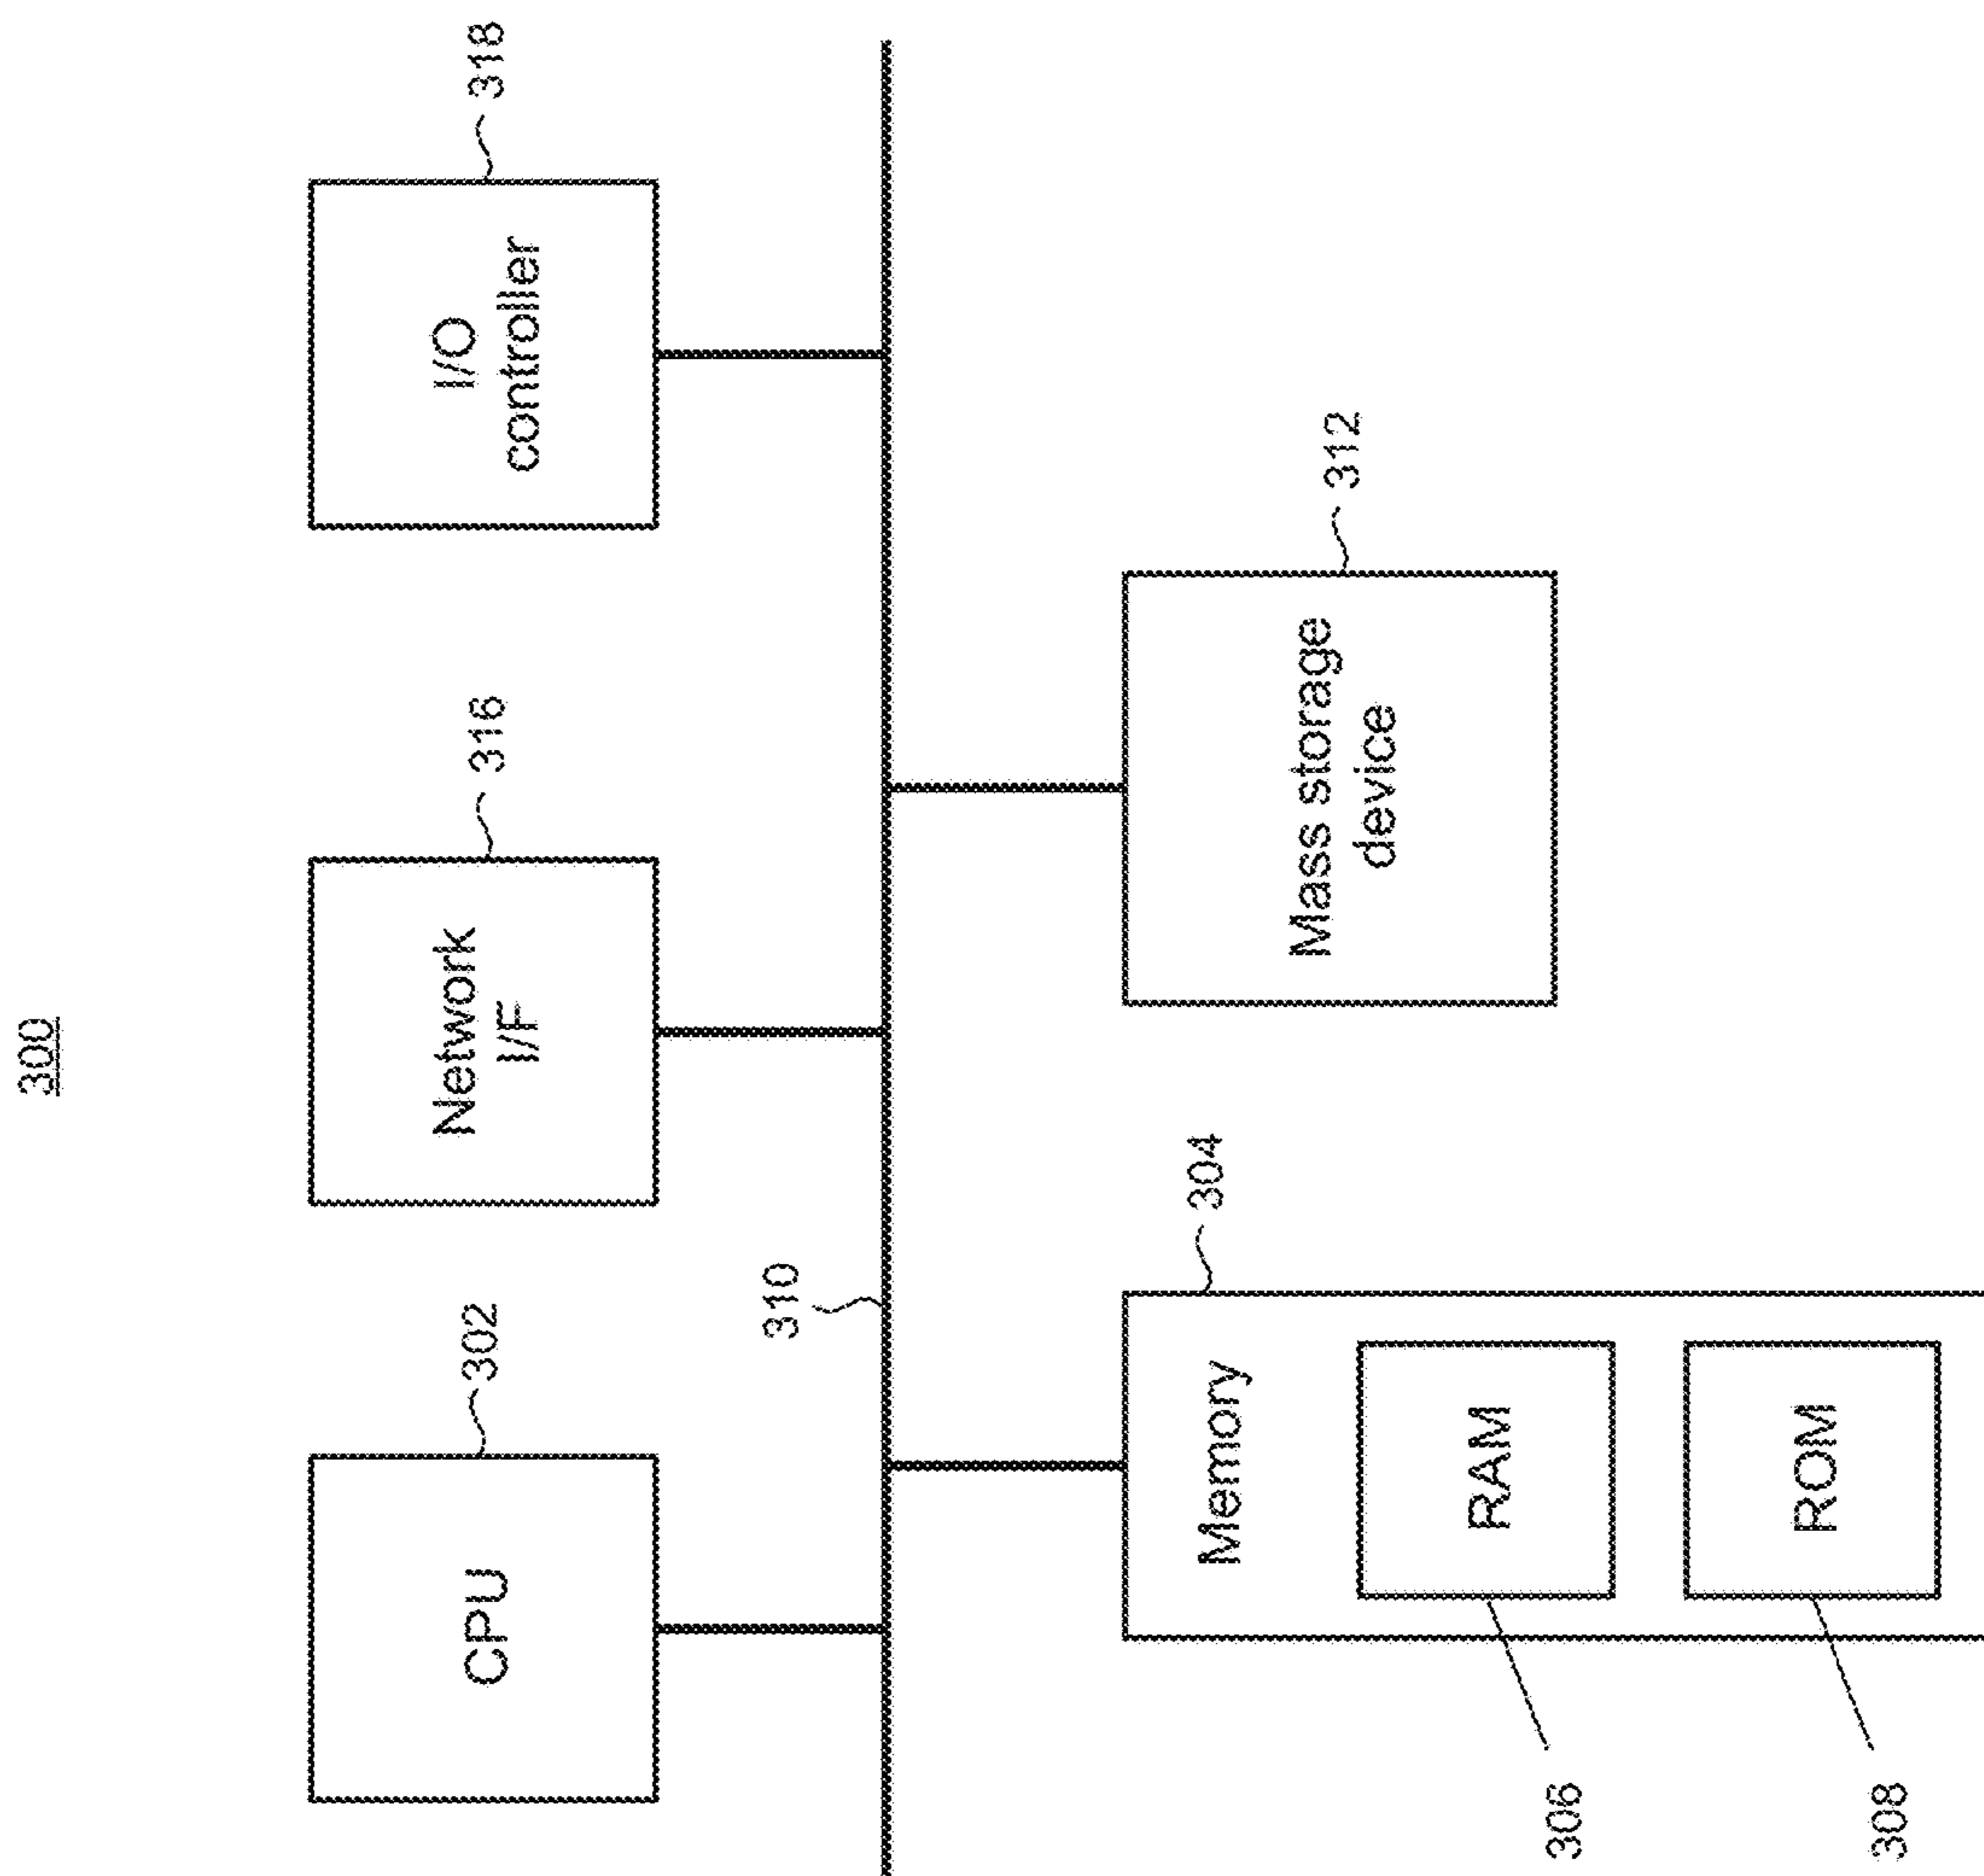 300
CPU
302
Network
I/F
316
I/O
controller
318
310
Memory
304
RAM
306
ROM
308
Mass storage
device
312